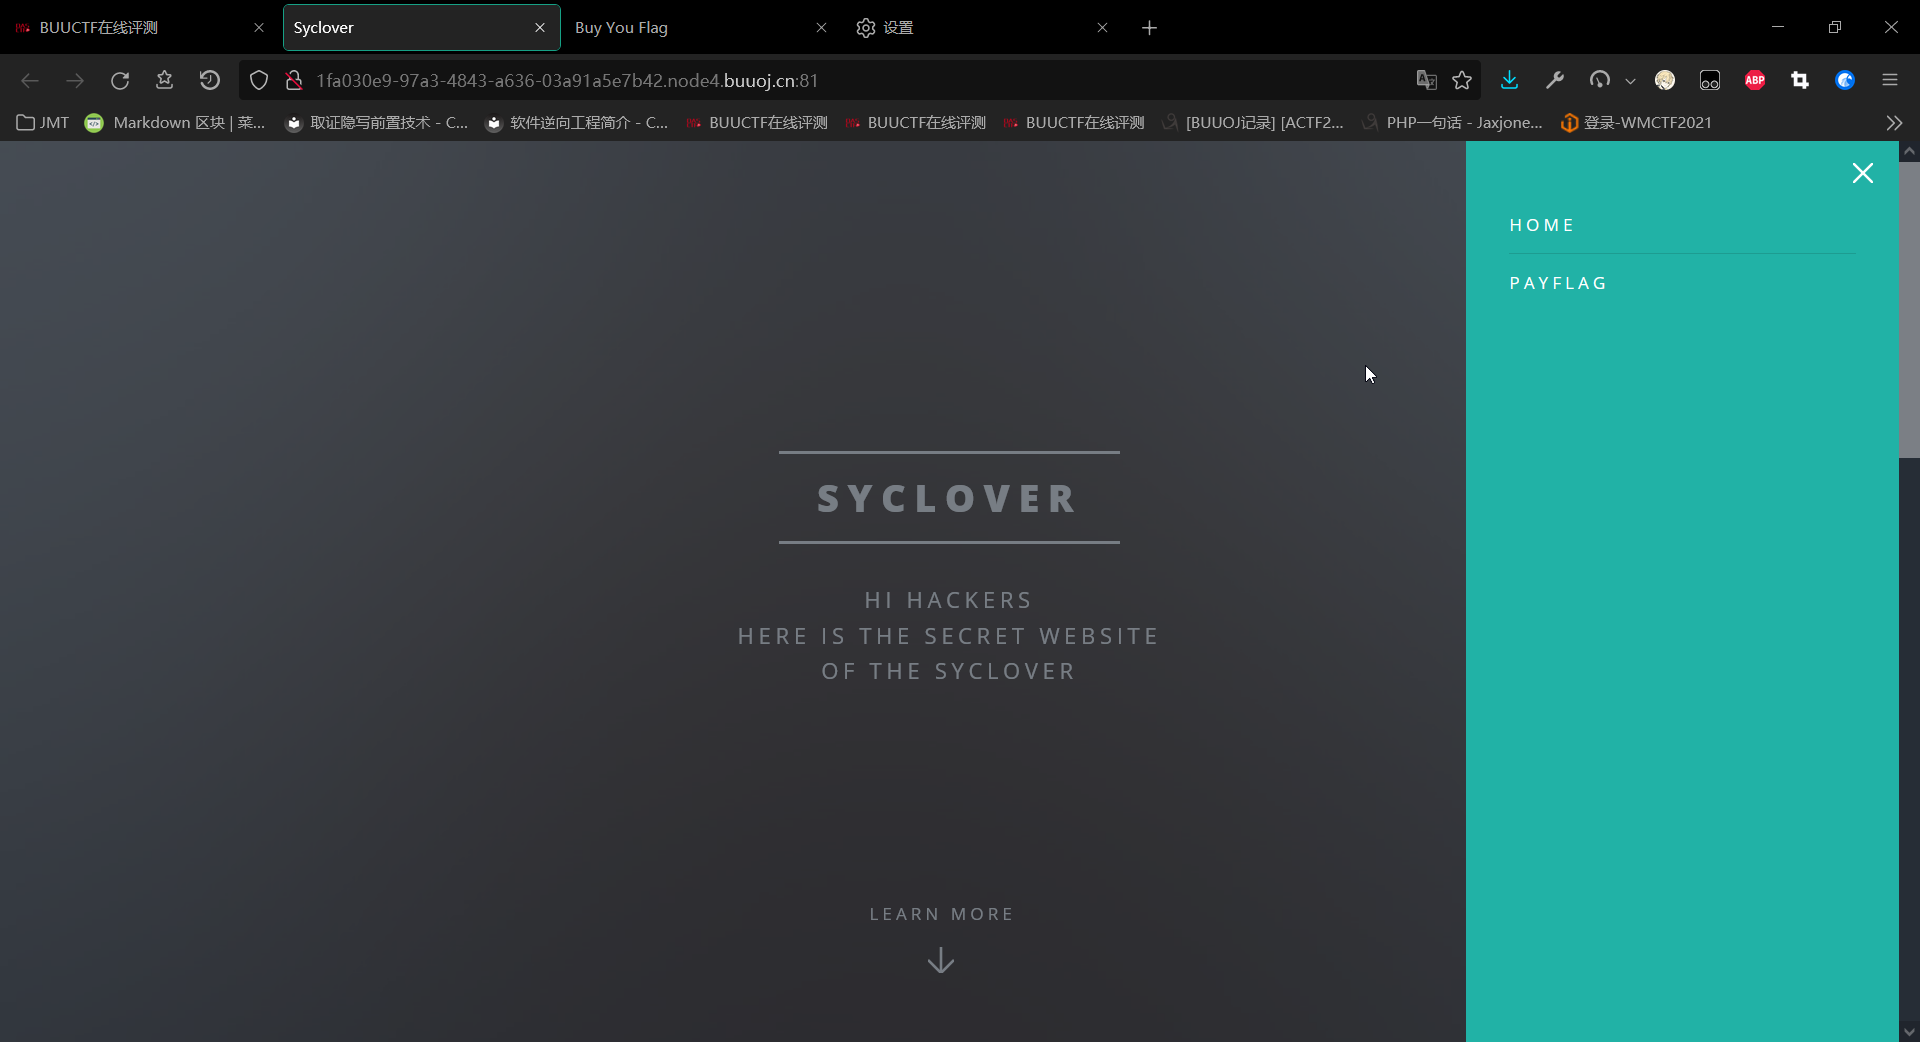 BUUCTF在线评测
Syclover
Buy You Flag
设置
1fa030e9-97a3-4843-a636-03a91a5e7b42.node4.buuoj.cn:81
ABP
JMT
Markdown 区块 | 菜...
取证隐写前置技术 - C...
软件逆向工程简介 - C...
BUUCTF在线评测
BUUCTF在线评测
BUUCTF在线评测
[BUUOJ记录] [ACTF2...
PHP一句话 - Jaxjone...
登录-WMCTF2021
HOME
PAYFLAG
SYCLOVER
HI HACKERS
HERE IS THE SECRET WEBSITE
OF THE SYCLOVER
LEARN MORE